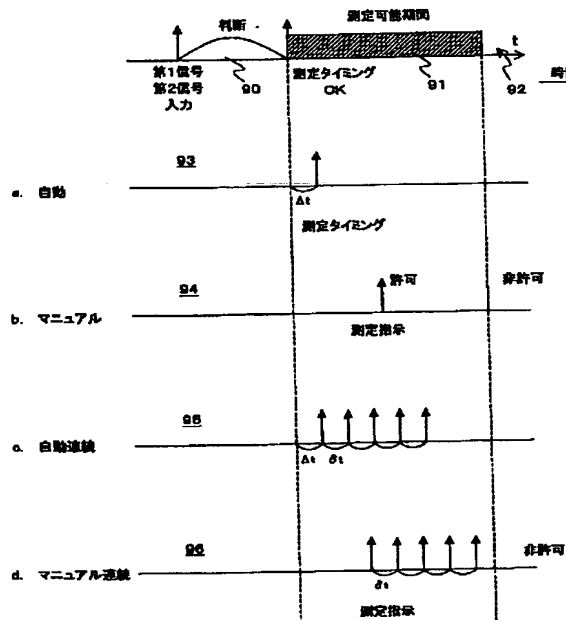 測定可能期間
判断
t
第1信号
第2信号
入力
90
測定タイミング
OK
91
92
時
93
a. 自動
Δt
測定タイミング
94
許可
非許可
b. マニュアル
測定指示
95
c. 自動連続
Δt
δt
96
非許可
d. マニュアル連続
δt
測定指示